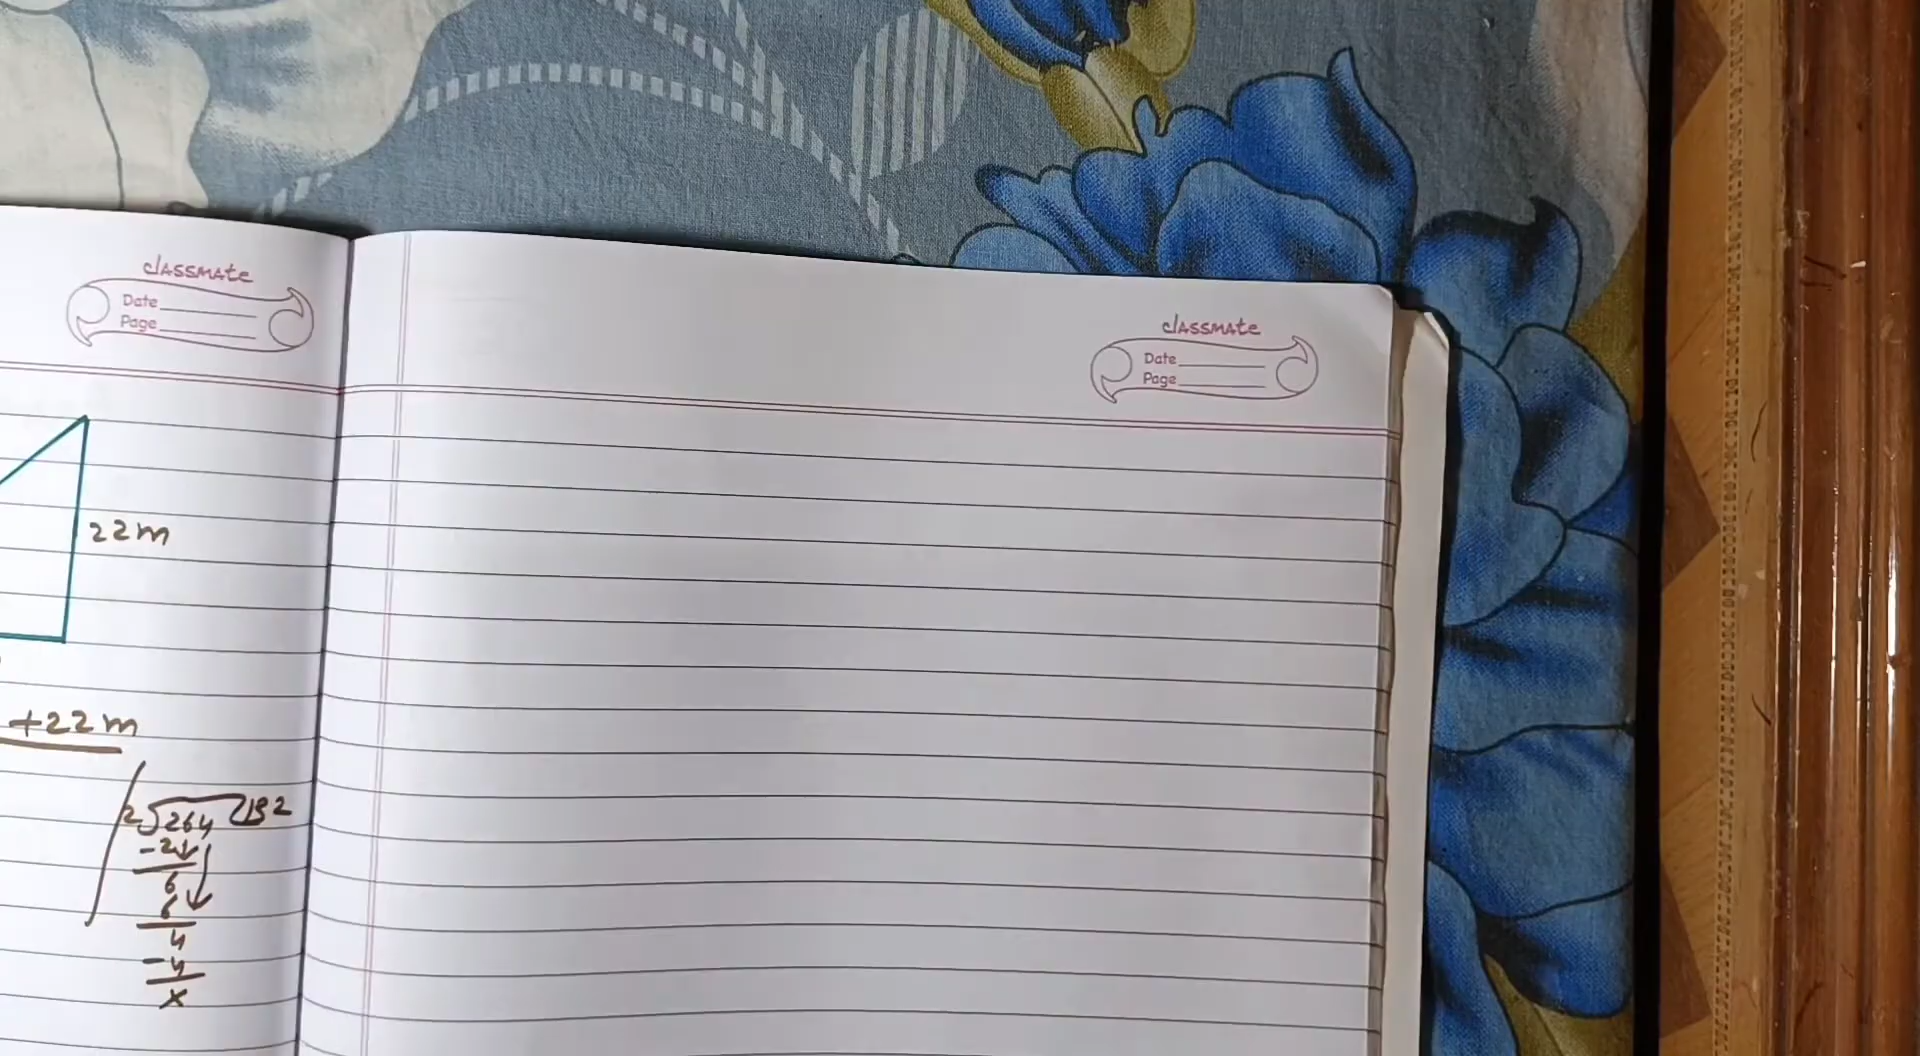 classmate
Date
Page
22m
+22m
2 264 132
-2
6
6
4
-4
x
classmate
Date
Page